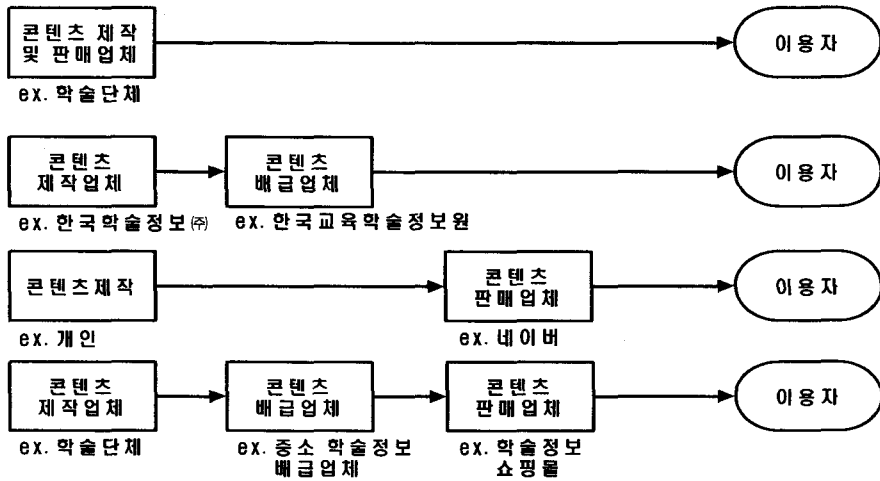 콘텐츠 제작
및 판매업체
이용자
ex. 학술단체
콘텐츠
제작업체
콘텐츠
배급업체
이용자
ex. 한국학술정보㈜
ex. 한국교육학술정보원
콘텐츠제작
콘텐츠
판매업체
이용자
ex. 개인
ex. 네이버
콘텐츠
제작업체
콘텐츠
배급업체
콘텐츠
판매업체
이용자
ex. 학술단체
ex. 중소 학술정보
배급업체
ex. 학술정보
쇼핑몰